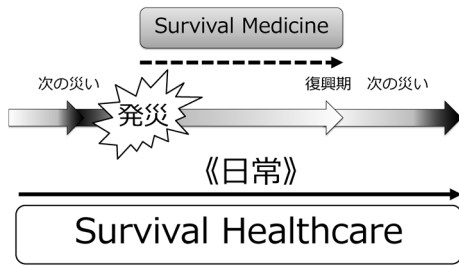 Survival Medicine
次の災い
発災
復興期
次の災い
《日常》
Survival Healthcare